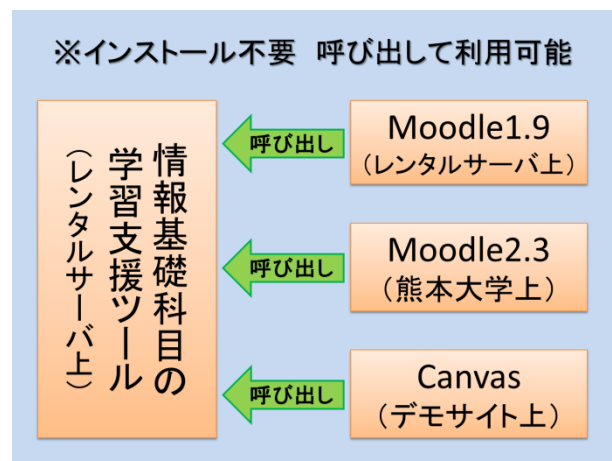 ※インストール不要 呼び出して利用可能
情報基礎科目の
学習支援ツール
（レンタルサーバ上）
呼び出し
Moodle1.9
（レンタルサーバ上）
呼び出し
Moodle2.3
（熊本大学上）
呼び出し
Canvas
（デモサイト上）